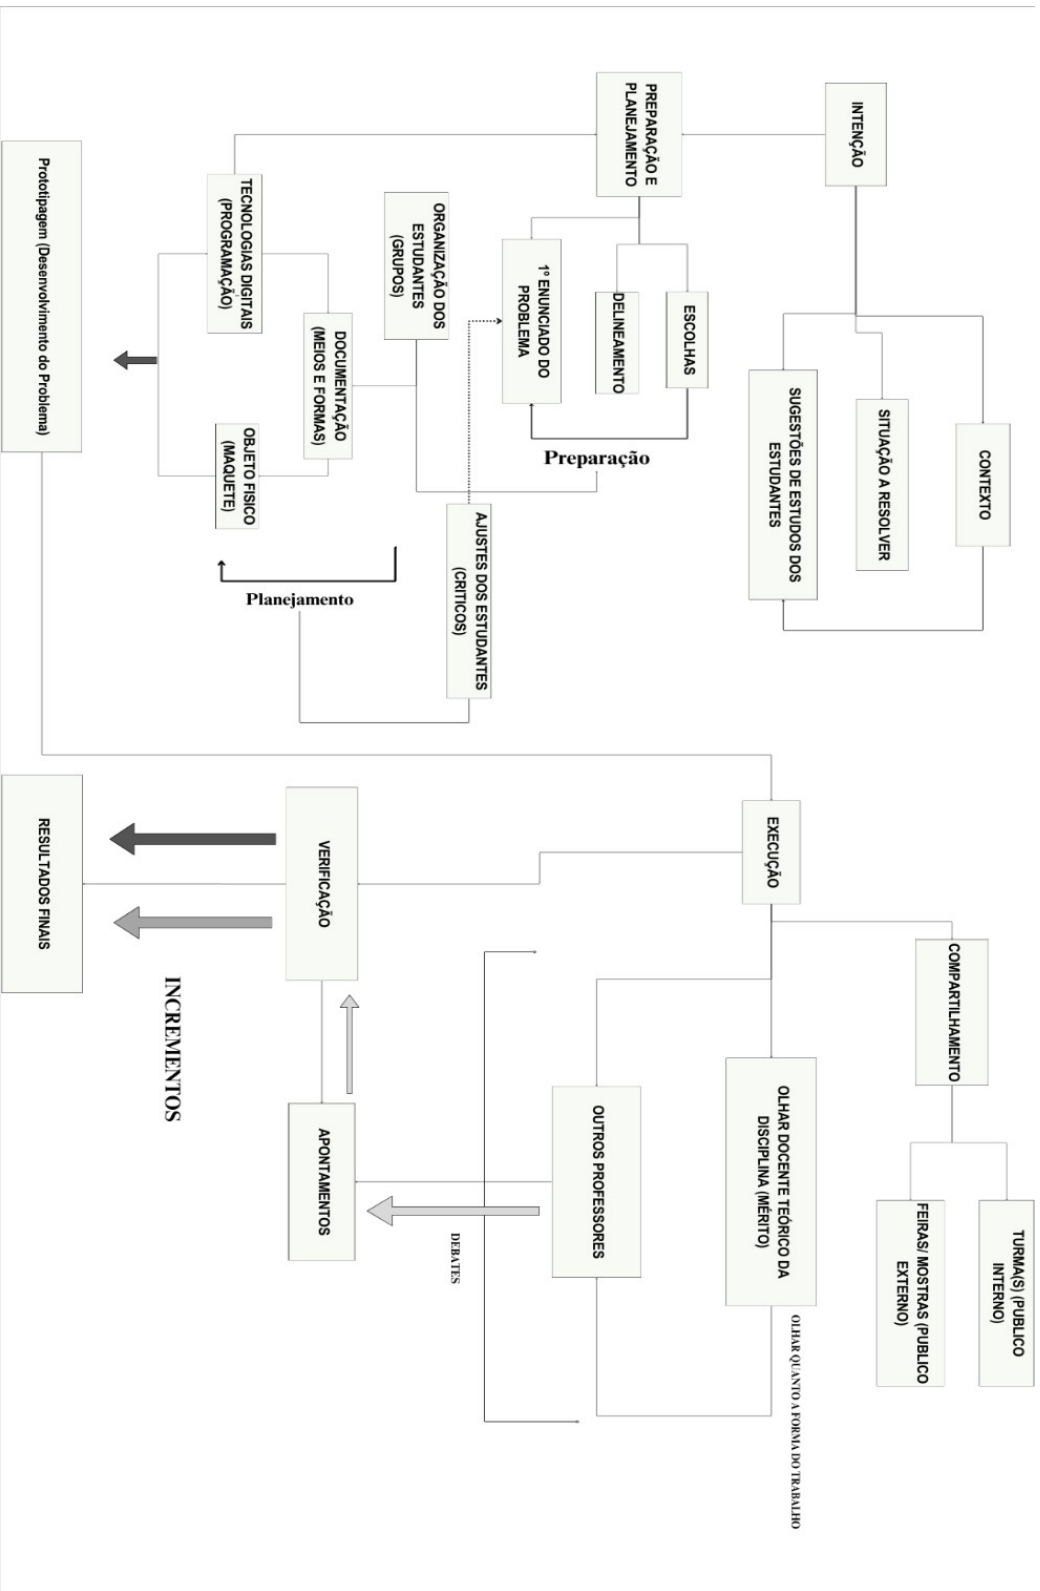 INTENÇÃO
CONTEXTO
SITUAÇÃO A RESOLVER
SUGESTÕES DE ESTUDOS DOS
ESTUDANTES
PREPARAÇÃO E
PLANEJAMENTO
ESCOLHAS
DELINEAMENTO
1º ENUNCIADO DO
PROBLEMA
Preparação
ORGANIZAÇÃO DOS
ESTUDANTES
(GRUPOS)
AJUSTES DOS ESTUDANTES
(CRITICOS)
DOCUMENTAÇÃO
(MEIOS E FORMAS)
TECNOLOGIAS DIGITAIS
(PROGRAMAÇÃO)
OBJETO FISICO
(MAQUETE)
Planejamento
Prototipagem (Desenvolvimento do Problema)
EXECUÇÃO
COMPARTILHAMENTO
TURMA(S) (PUBLICO
INTERNO)
FEIRAS/ MOSTRAS (PUBLICO
EXTERNO)
OLHAR DOCENTE TEÓRICO DA
DISCIPLINA (MÉRITO)
OLHAR QUANTO A FORMA DO TRABALHO
OUTROS PROFESSORES
DEBATES
VERIFICAÇÃO
APONTAMENTOS
INCREMENTOS
RESULTADOS FINAIS